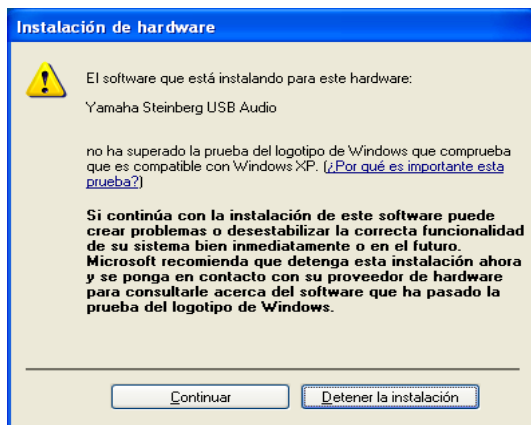 Instalación de hardware
El software que está instalando para este hardware:
Yamaha Steinberg USB Audio
no ha superado la prueba del logotipo de Windows que comprueba
que es compatible con Windows XP. (¿Por qué es importante esta
prueba?)
Si continúa con la instalación de este software puede
crear problemas o desestabilizar la correcta funcionalidad
de su sistema bien inmediatamente o en el futuro.
Microsoft recomienda que detenga esta instalación ahora
y se ponga en contacto con su proveedor de hardware
para consultarle acerca del software que ha pasado la
prueba del logotipo de Windows.
Continuar Detener la instalación